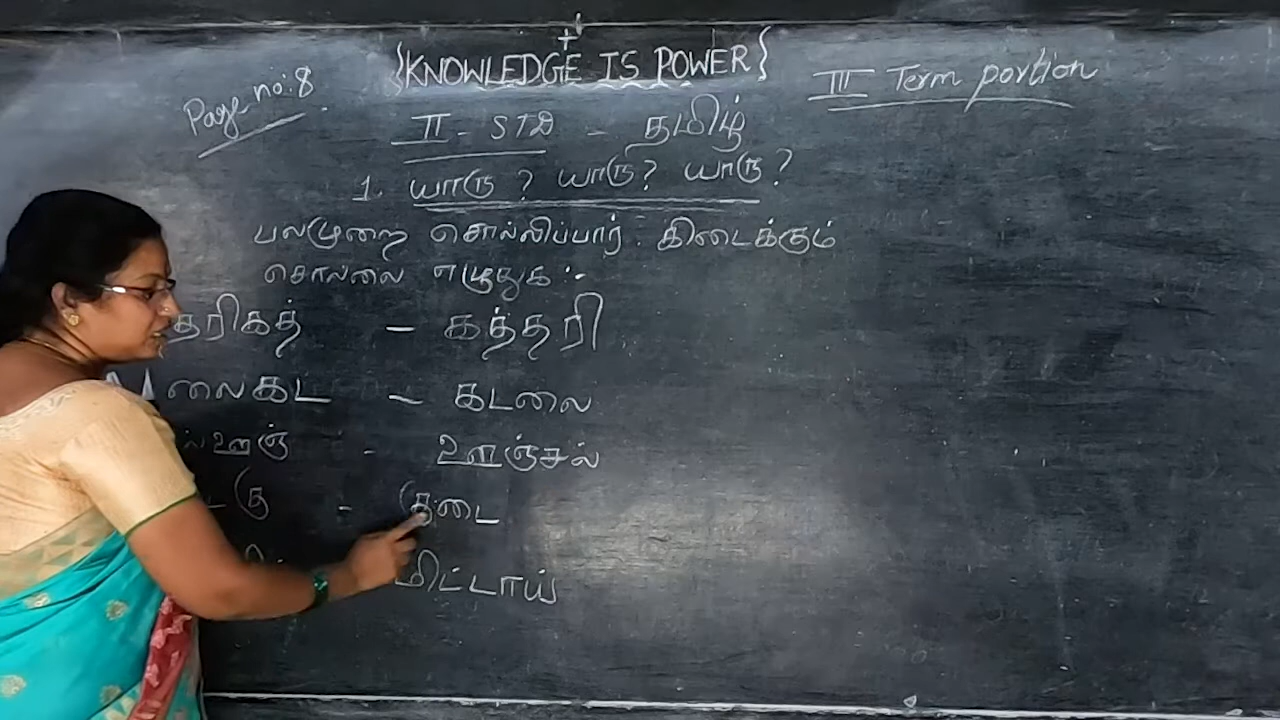 {KNOWLEDGE IS POWER}
Page no:8
III Term portion
II - STD - தமிழ்
1. யாரு? யாரு? யாரு?
பலமுறை சொல்லிப்பார். கிடைக்கும்
சொல்லை எழுதுக :-
தரிகத் - கத்தரி
லைகட - கடலை
ல்ஊஞ் - ஊஞ்சல்
குடை
மிட்டாய்